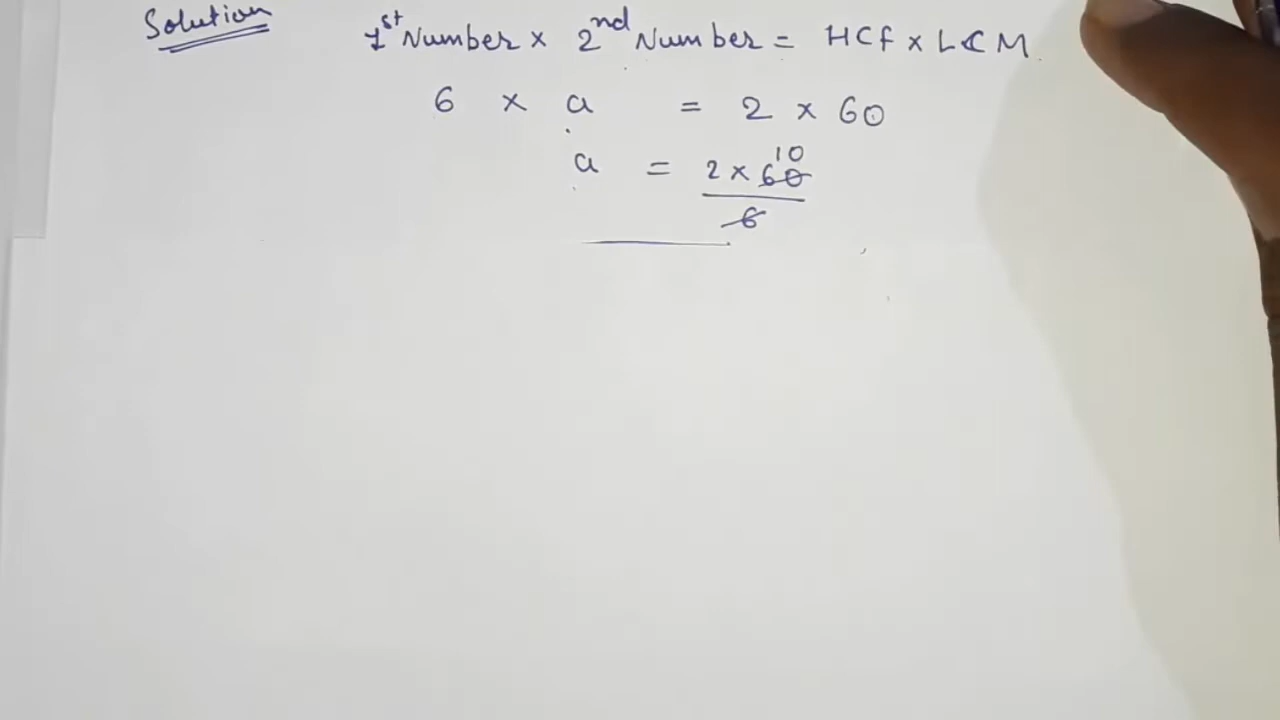 Solution
1st Number × 2nd Number = HCF × LCM
6 × a = 2 × 60
a = 2 × 60 10
6